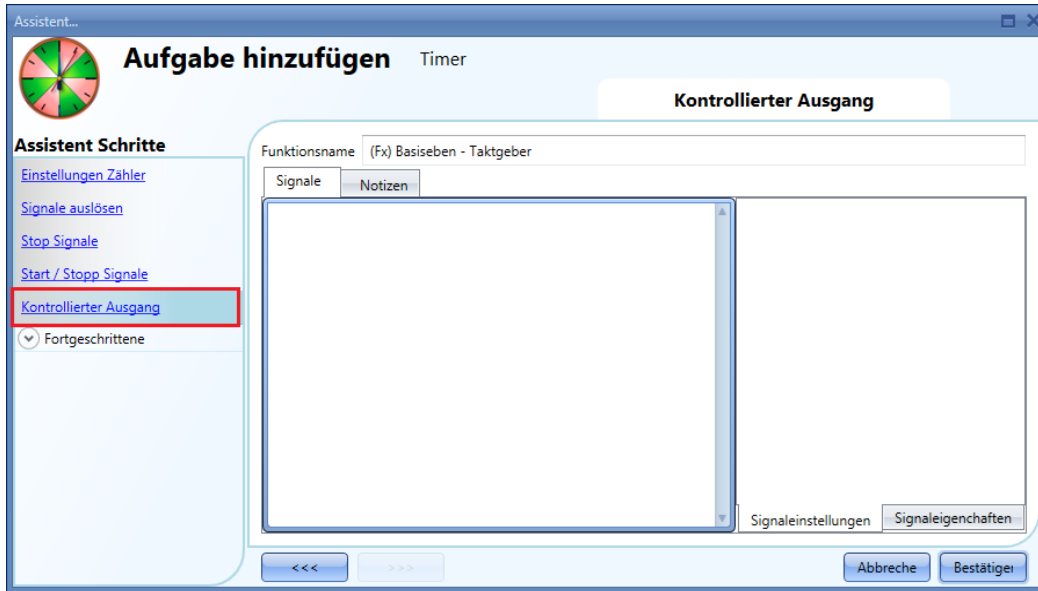 Assistent...
Aufgabe hinzufügen Timer
Kontrollierter Ausgang
Assistent Schritte
Einstellungen Zähler
Signale auslösen
Stop Signale
Start / Stopp Signale
Kontrollierter Ausgang
Fortgeschrittene
Funktionsname (Fx) Basiseben - Taktgeber
Signale Notizen
Signaleinstellungen Signaleigenchaften
<<< >>> Abbreche Bestätiger